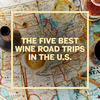 THE FIVE BEST
WINE ROAD TRIPS
IN THE U.S.